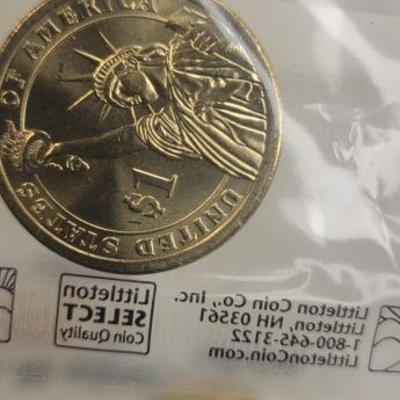 UNITED STATES OF AMERICA
$1
Littleton
SELECT
Coin Quality
Littleton Coin Co., Inc.
Littleton, NH 03561
1-800-645-3122
LittletonCoin.com